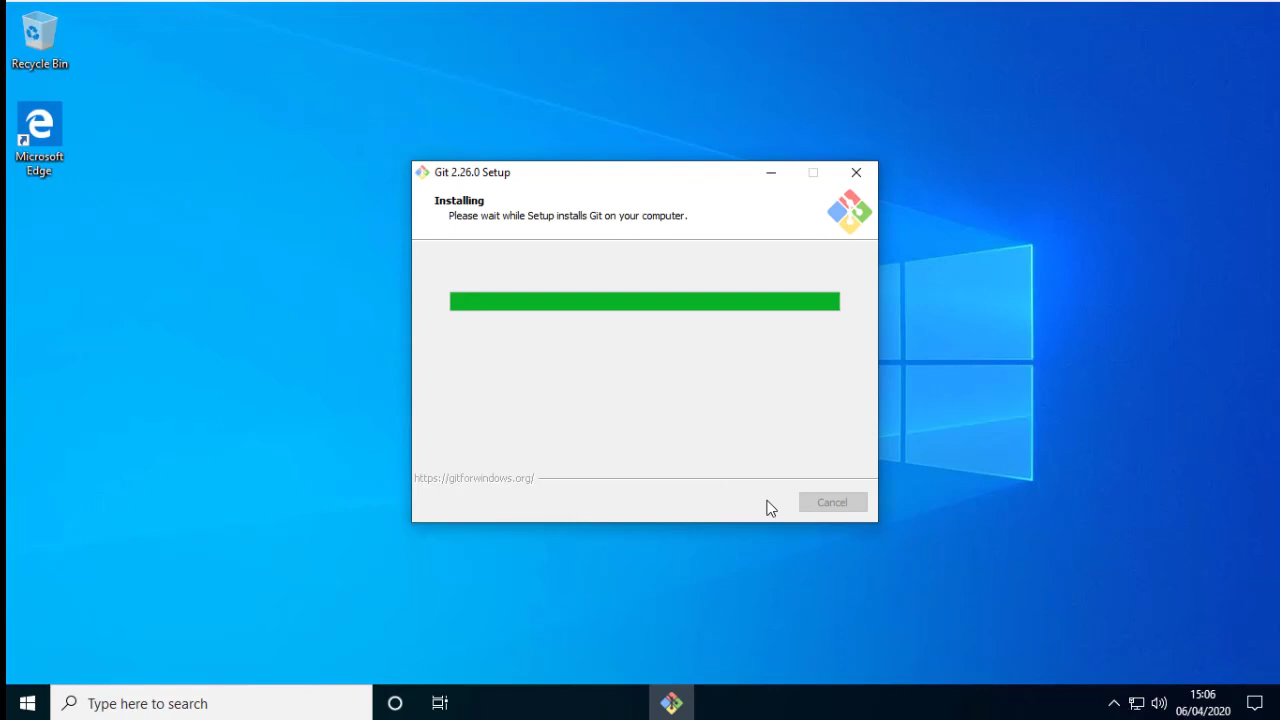 Recycle Bin
Microsoft
Edge
Git 2.26.0 Setup
Installing
Please wait while Setup installs Git on your computer.
https://gitforwindows.org/
Cancel
Type here to search
15:06
06/04/2020